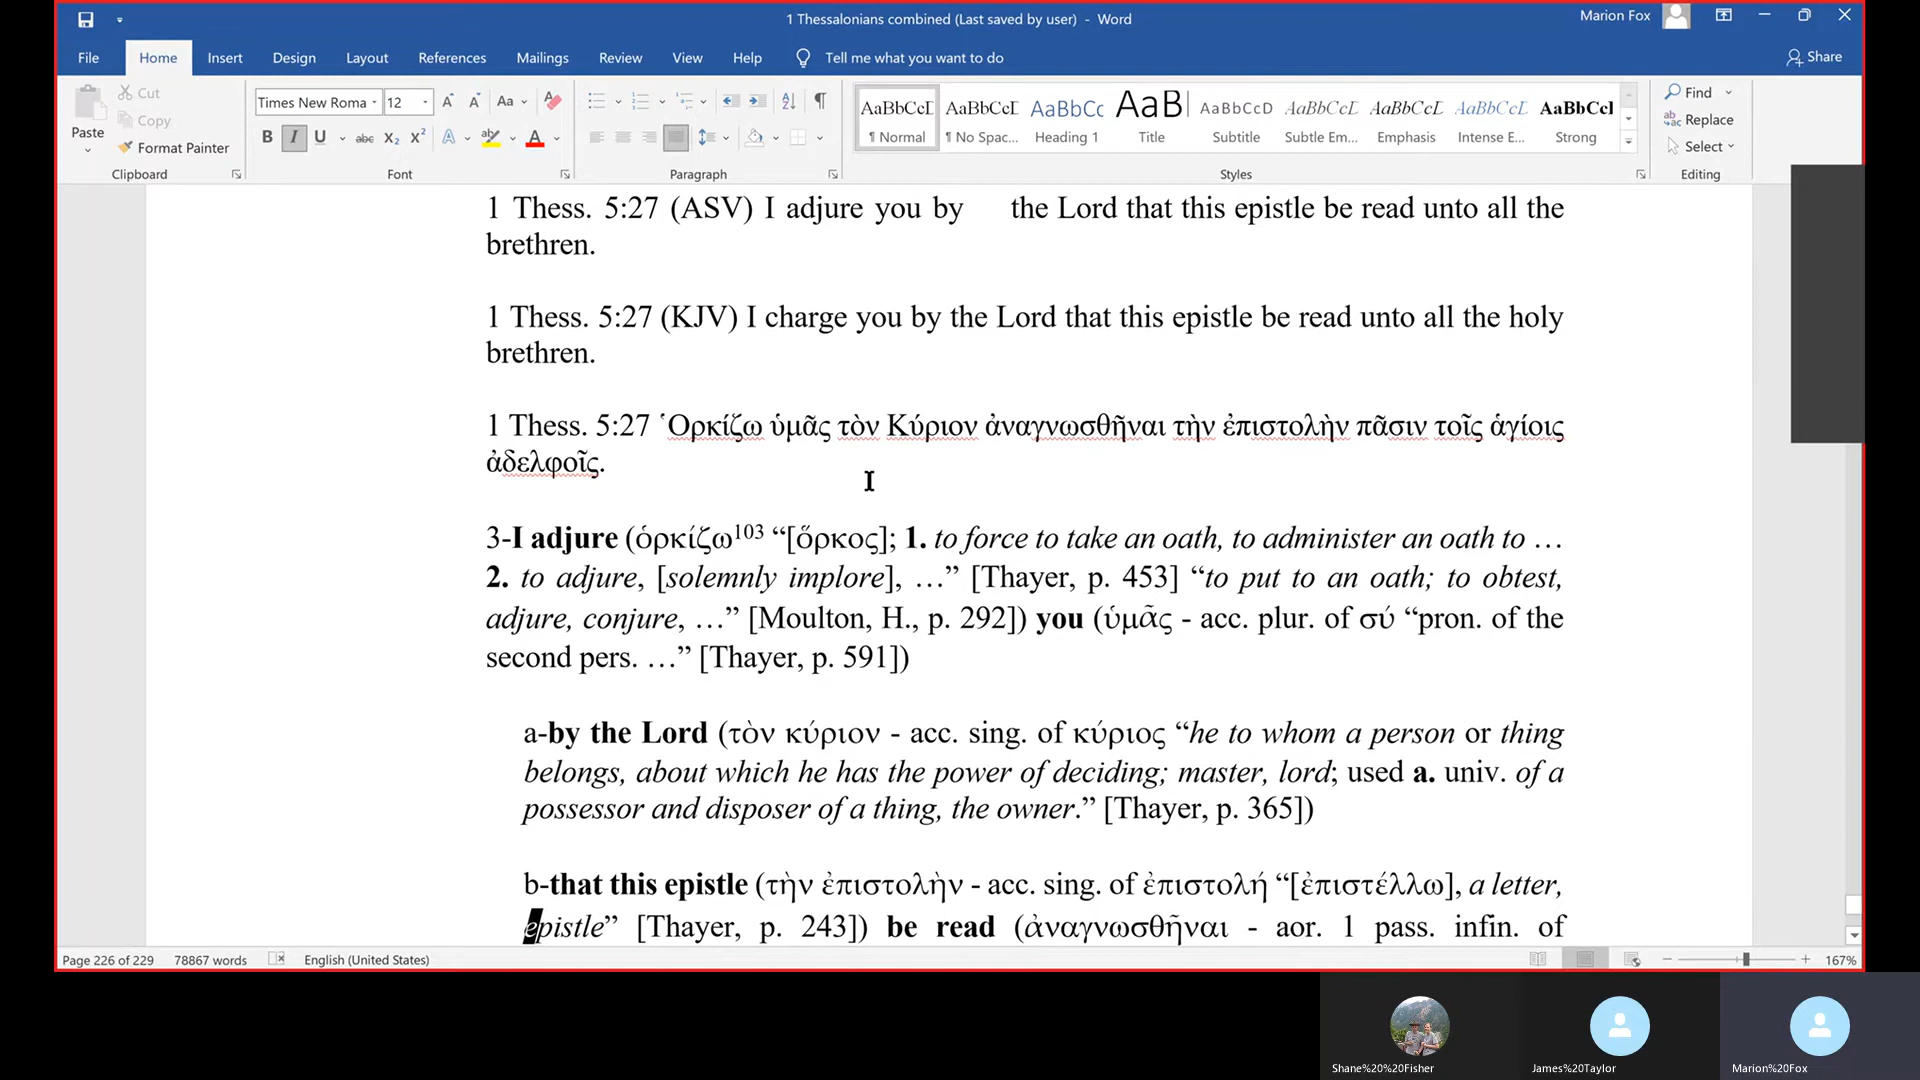 1 Thessalonians combined (Last saved by user) - Word
Marion Fox
File Home Insert Design Layout References Mailings Review View Help Tell me what you want to do Share
Paste
Cut
Copy
Format Painter
Clipboard
Times New Roma 12
Font
Paragraph
AaBbCcD AaBbCcD AaBbCc AaB AaBbCcD AaBbCcD AaBbCcD AaBbCcD AaBbCcl
¶ Normal ¶ No Spac... Heading 1 Title Subtitle Subtle Em... Emphasis Intense E... Strong
Styles
Find
Replace
Select
Editing
1 Thess. 5:27 (ASV) I adjure you by the Lord that this epistle be read unto all the
brethren.
1 Thess. 5:27 (KJV) I charge you by the Lord that this epistle be read unto all the holy
brethren.
1 Thess. 5:27 Ὁρκίζω ὑμᾶς τὸν Κύριον ἀναγνωσθῆναι τὴν ἐπιστολὴν πᾶσιν τοῖς ἁγίοις
ἀδελφοῖς.
3-I adjure (ὁρκίζω103 “[ὅρκος]; 1. to force to take an oath, to administer an oath to …
2. to adjure, [solemnly implore], …” [Thayer, p. 453] “to put to an oath; to obtest,
adjure, conjure, …” [Moulton, H., p. 292]) you (ὑμᾶς - acc. plur. of σύ “pron. of the
second pers. …” [Thayer, p. 591])
a-by the Lord (τὸν κύριον - acc. sing. of κύριος “he to whom a person or thing
belongs, about which he has the power of deciding; master, lord; used a. univ. of a
possessor and disposer of a thing, the owner.” [Thayer, p. 365])
b-that this epistle (τὴν ἐπιστολὴν - acc. sing. of ἐπιστολή “[ἐπιστέλλω], a letter,
epistle” [Thayer, p. 243]) be read (ἀναγνωσθῆναι - aor. 1 pass. infin. of
Page 226 of 229 78867 words English (United States) 167%
Shane%20%20Fisher James%20Taylor Marion%20Fox